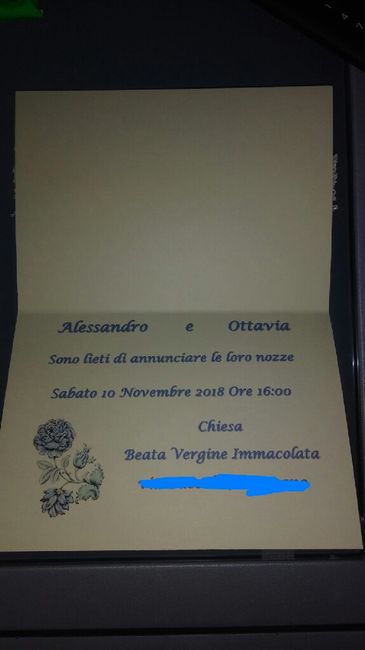 Alessandro e Ottavia
Sono lieti di annunciare le loro nozze
Sabato 10 Novembre 2018 Ore 16:00
Chiesa
Beata Vergine Immacolata